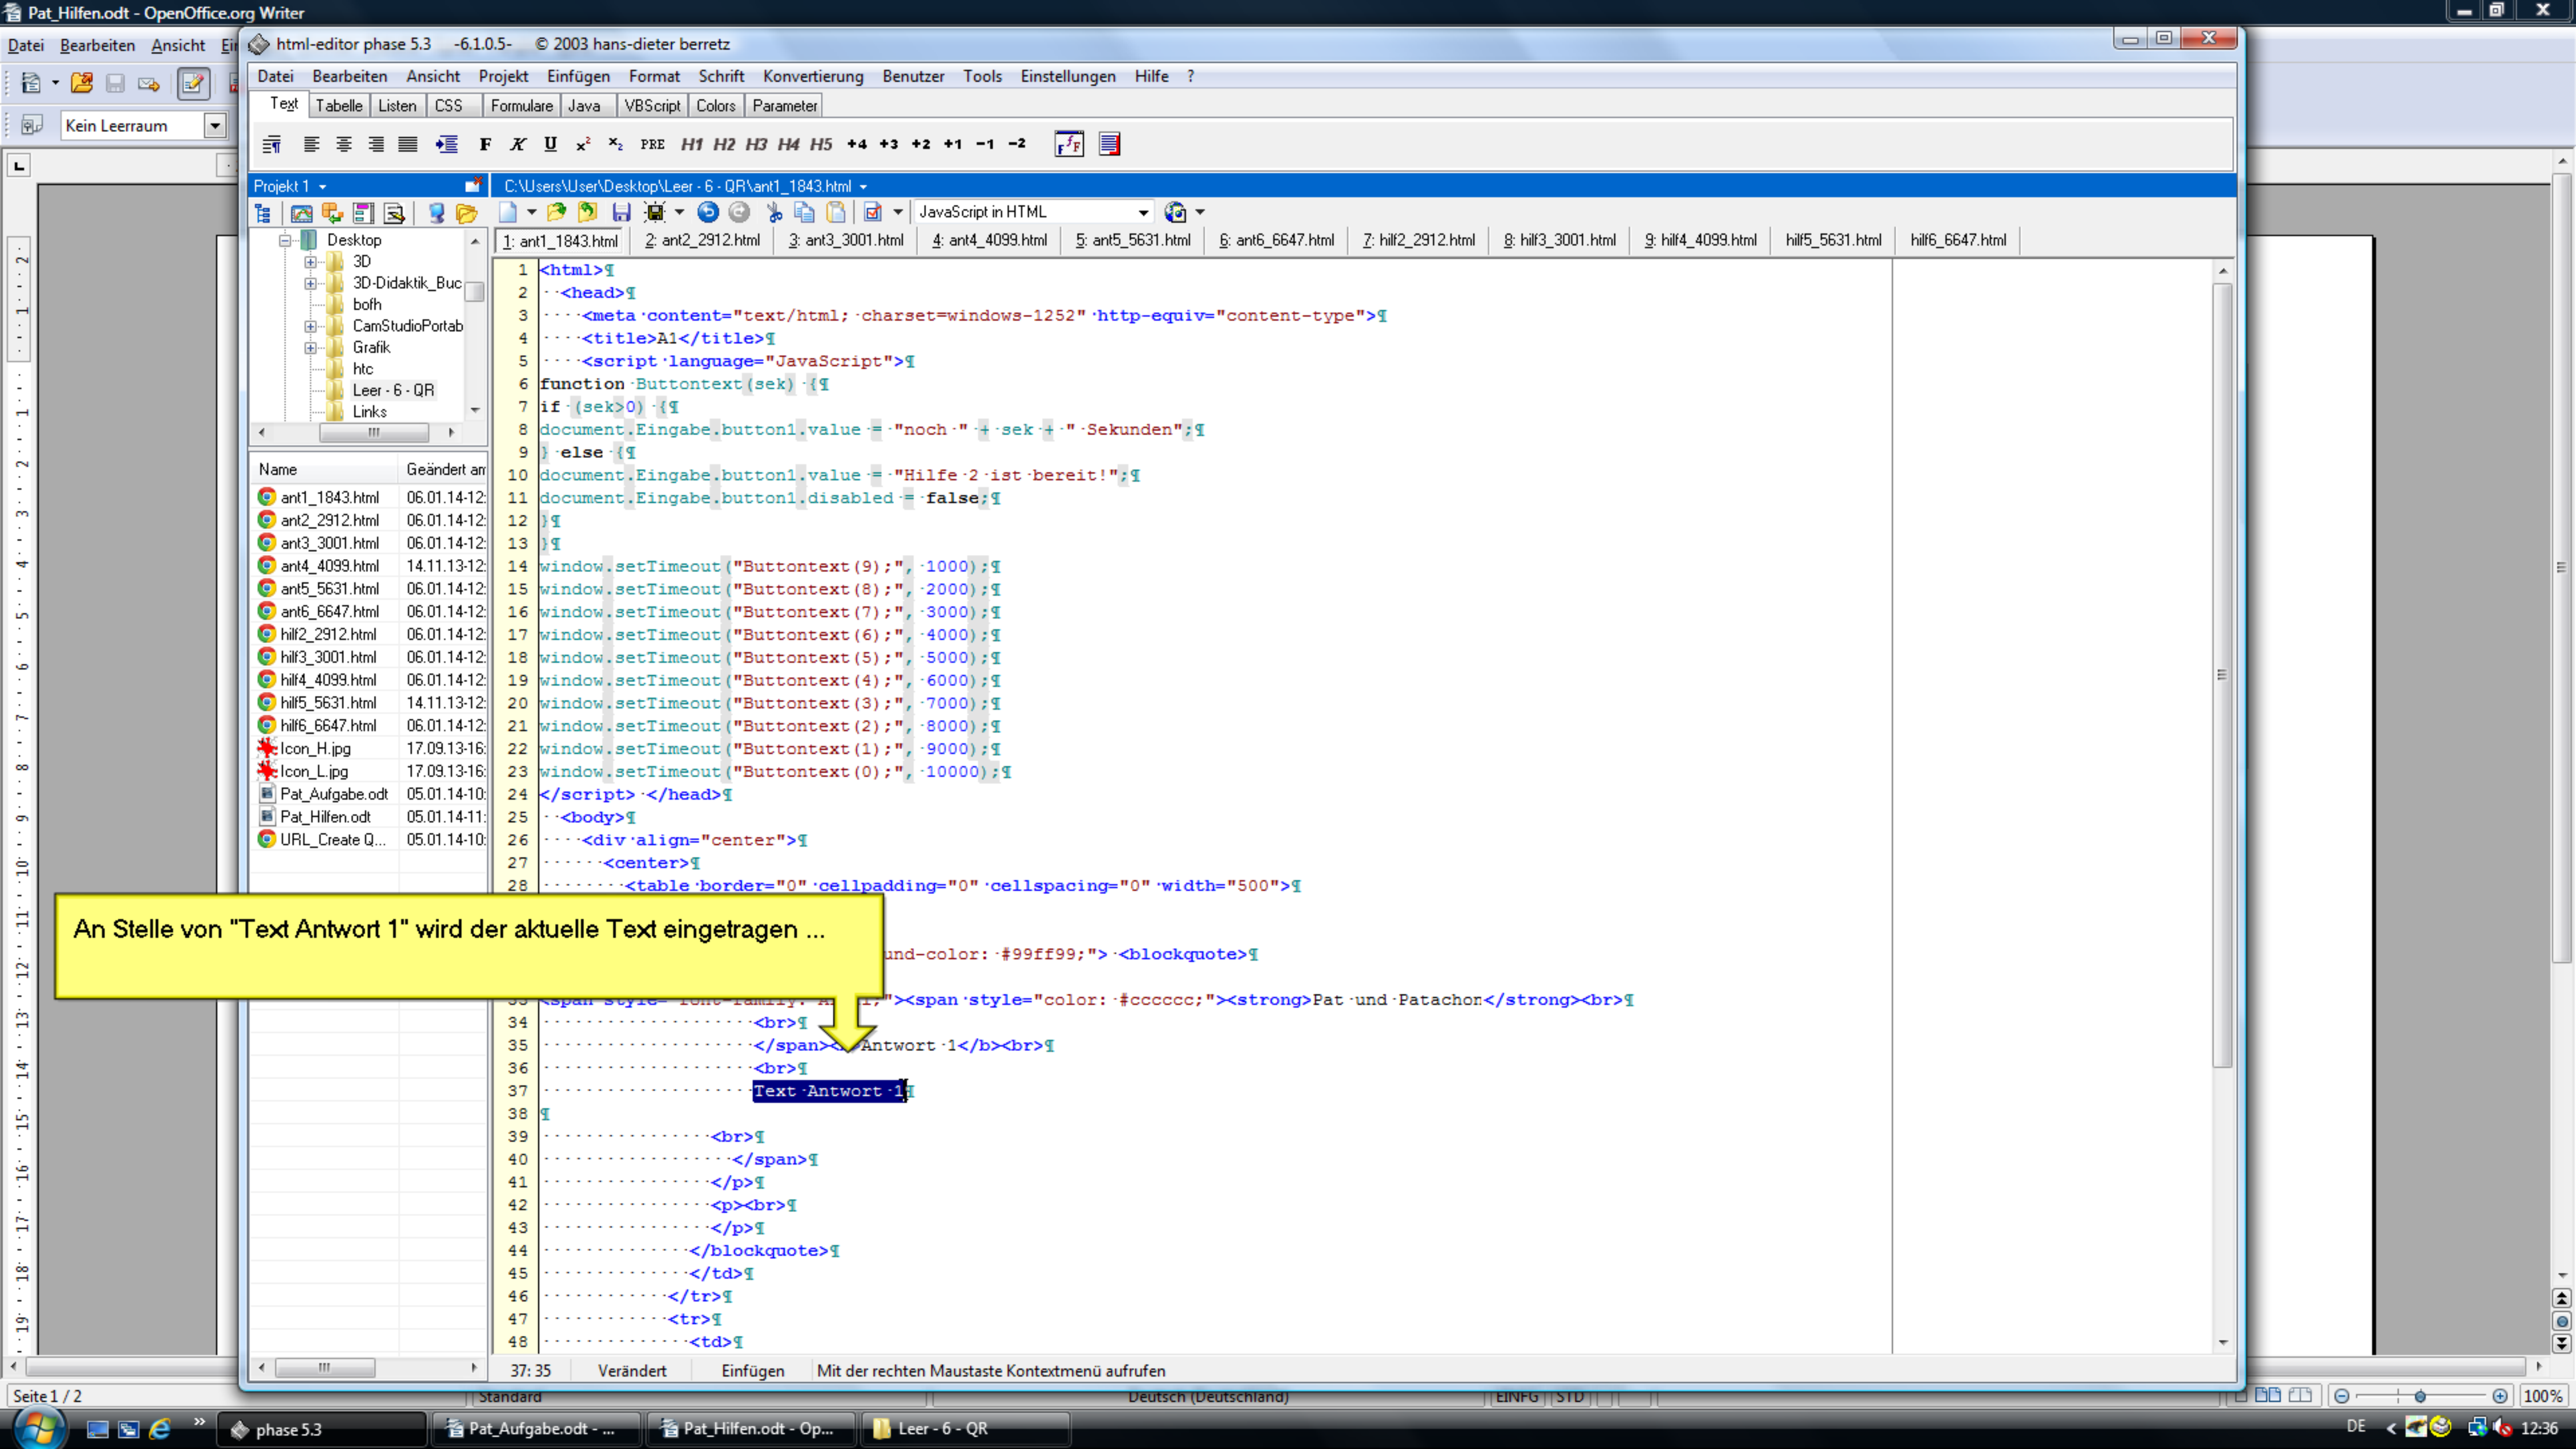 Pat_Hilfen.odt - OpenOffice.org Writer
Datei Bearbeiten Ansicht
html-editor phase 5.3 -6.1.0.5- © 2003 hans-dieter berretz
Datei Bearbeiten Ansicht Projekt Einfügen Format Schrift Konvertierung Benutzer Tools Einstellungen Hilfe ?
Text Tabelle Listen CSS Formulare Java VBScript Colors Parameter
Kein Leerraum
F K U x² x₂ PRE H1 H2 H3 H4 H5 +4 +3 +2 +1 -1 -2
Projekt 1
C:\Users\User\Desktop\Leer - 6 - QR\ant1_1843.html
JavaScript in HTML
1: ant1_1843.html 2: ant2_2912.html 3: ant3_3001.html 4: ant4_4099.html 5: ant5_5631.html 6: ant6_6647.html 7: hilf2_2912.html 8: hilf3_3001.html 9: hilf4_4099.html hilf5_5631.html hilf6_6647.html
Desktop
3D
3D-Didaktik_Buc
bofh
CamStudioPortab
Grafik
htc
Leer - 6 - QR
Links
Name Geändert am
ant1_1843.html 06.01.14-12:
ant2_2912.html 06.01.14-12:
ant3_3001.html 06.01.14-12:
ant4_4099.html 14.11.13-12:
ant5_5631.html 06.01.14-12:
ant6_6647.html 06.01.14-12:
hilf2_2912.html 06.01.14-12:
hilf3_3001.html 06.01.14-12:
hilf4_4099.html 06.01.14-12:
hilf5_5631.html 14.11.13-12:
hilf6_6647.html 06.01.14-12:
Icon_H.jpg 17.09.13-16:
Icon_L.jpg 17.09.13-16:
Pat_Aufgabe.odt 05.01.14-10:
Pat_Hilfen.odt 05.01.14-11:
URL_Create Q... 05.01.14-10:
1 <html>¶
2 <head>¶
3 <meta content="text/html; charset=windows-1252" http-equiv="content-type">¶
4 <title>A1</title>¶
5 <script language="JavaScript">¶
6 function Buttontext(sek) {¶
7 if (sek>0) {¶
8 document.Eingabe.button1.value = "noch " + sek + " Sekunden";¶
9 } else {¶
10 document.Eingabe.button1.value = "Hilfe 2 ist bereit!";¶
11 document.Eingabe.button1.disabled = false;¶
12 }¶
13 }¶
14 window.setTimeout("Buttontext(9);", 1000);¶
15 window.setTimeout("Buttontext(8);", 2000);¶
16 window.setTimeout("Buttontext(7);", 3000);¶
17 window.setTimeout("Buttontext(6);", 4000);¶
18 window.setTimeout("Buttontext(5);", 5000);¶
19 window.setTimeout("Buttontext(4);", 6000);¶
20 window.setTimeout("Buttontext(3);", 7000);¶
21 window.setTimeout("Buttontext(2);", 8000);¶
22 window.setTimeout("Buttontext(1);", 9000);¶
23 window.setTimeout("Buttontext(0);", 10000);¶
24 </script> </head>¶
25 <body>¶
26 <div align="center">¶
27 <center>¶
28 <table border="0" cellpadding="0" cellspacing="0" width="500">¶
An Stelle von "Text Antwort 1" wird der aktuelle Text eingetragen ...
und-color: #99ff99;"> <blockquote>¶
"><span style="color: #cccccc;"><strong>Pat und Patachon</strong><br>¶
34 <br>¶
35 </span> Antwort 1</b><br>¶
36 <br>¶
37 Text Antwort 1¶
38 ¶
39 <br>¶
40 </span>¶
41 </p>¶
42 <p><br>¶
43 </p>¶
44 </blockquote>¶
45 </td>¶
46 </tr>¶
47 <tr>¶
48 <td>¶
37: 35 Verändert Einfügen Mit der rechten Maustaste Kontextmenü aufrufen
Seite 1 / 2 Standard Deutsch (Deutschland) EINFG STD 100%
phase 5.3 Pat_Aufgabe.odt - ... Pat_Hilfen.odt - Op... Leer - 6 - QR DE 12:36